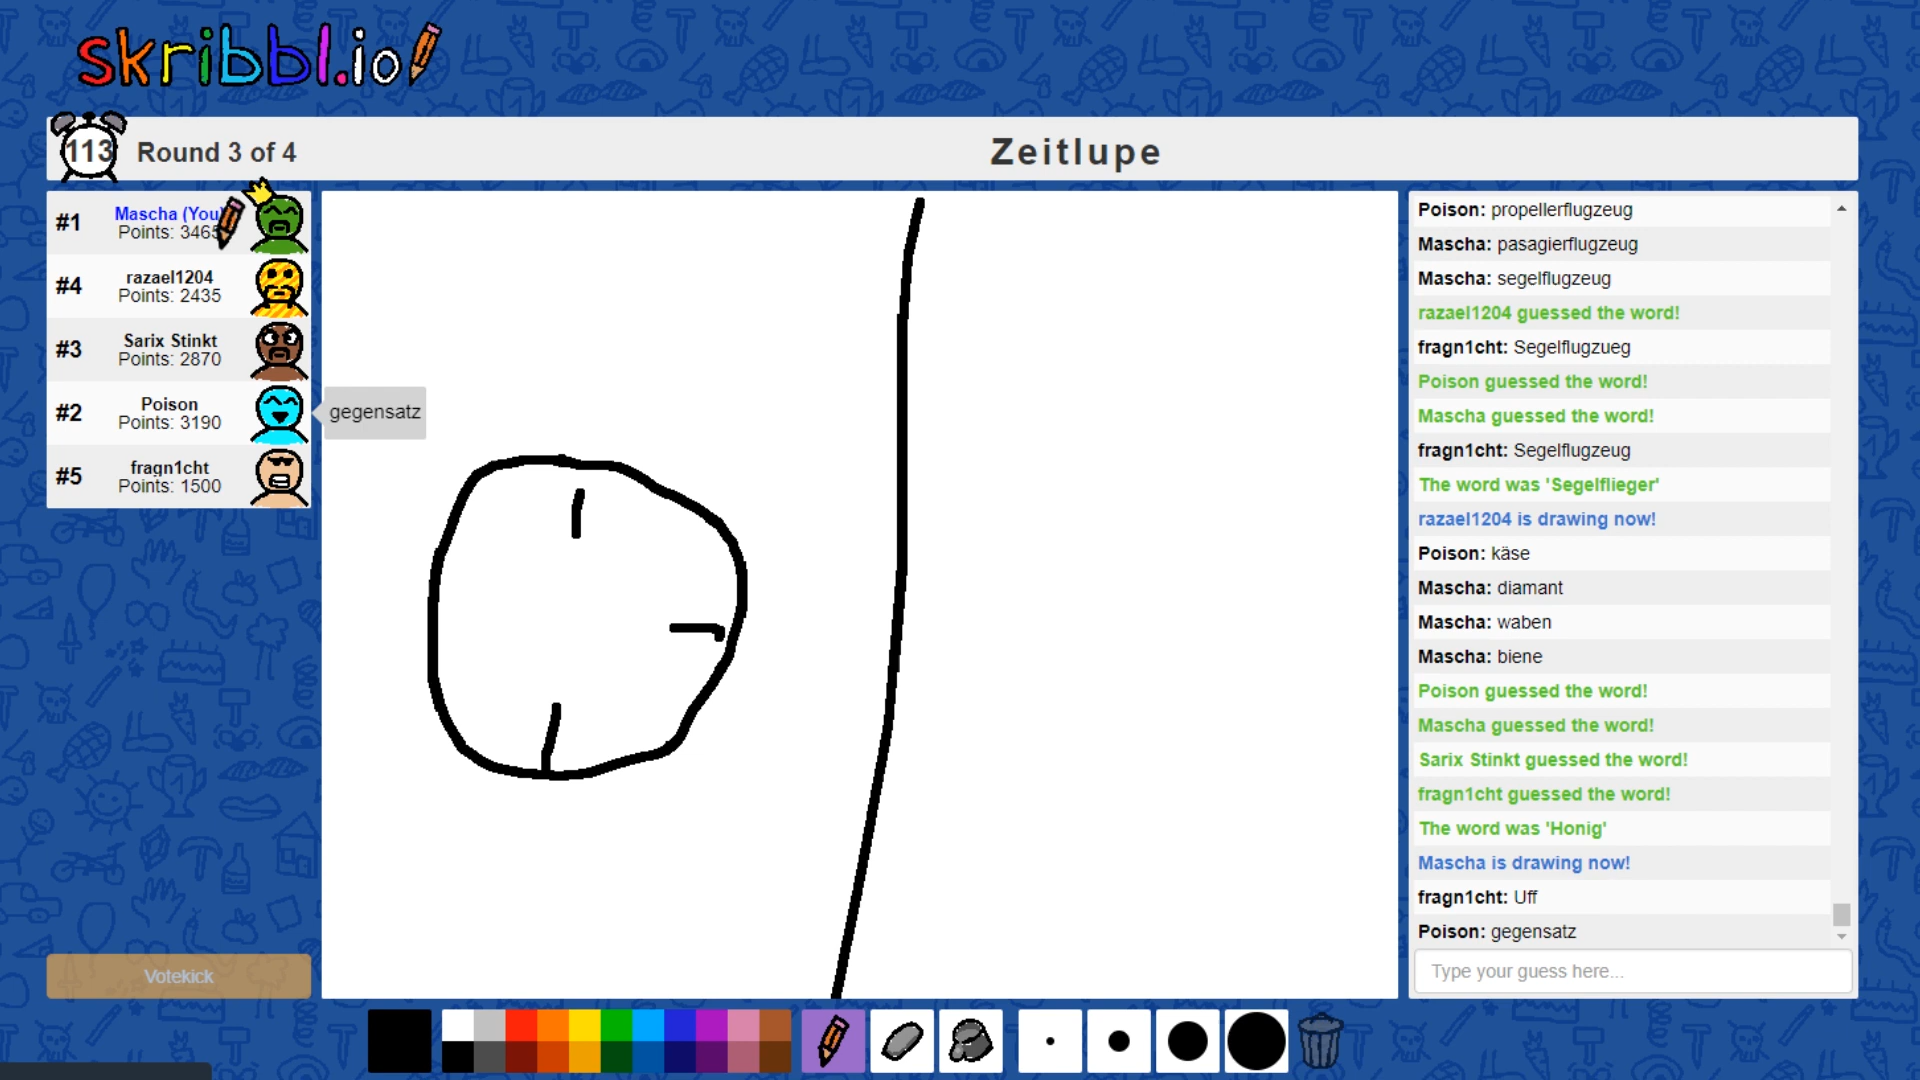 skribbl.io
113 Round 3 of 4
Zeitlupe
#1 Mascha (You)
Points: 3465
#4 razael1204
Points: 2435
#3 Sarix Stinkt
Points: 2870
#2 Poison
Points: 3190
gegensatz
#5 fragn1cht
Points: 1500
Votekick
Poison: propellerflugzeug
Mascha: pasagierflugzeug
Mascha: segelflugzeug
razael1204 guessed the word!
fragn1cht: Segelflugzueg
Poison guessed the word!
Mascha guessed the word!
fragn1cht: Segelflugzeug
The word was 'Segelflieger'
razael1204 is drawing now!
Poison: käse
Mascha: diamant
Mascha: waben
Mascha: biene
Poison guessed the word!
Mascha guessed the word!
Sarix Stinkt guessed the word!
fragn1cht guessed the word!
The word was 'Honig'
Mascha is drawing now!
fragn1cht: Uff
Poison: gegensatz
Type your guess here...